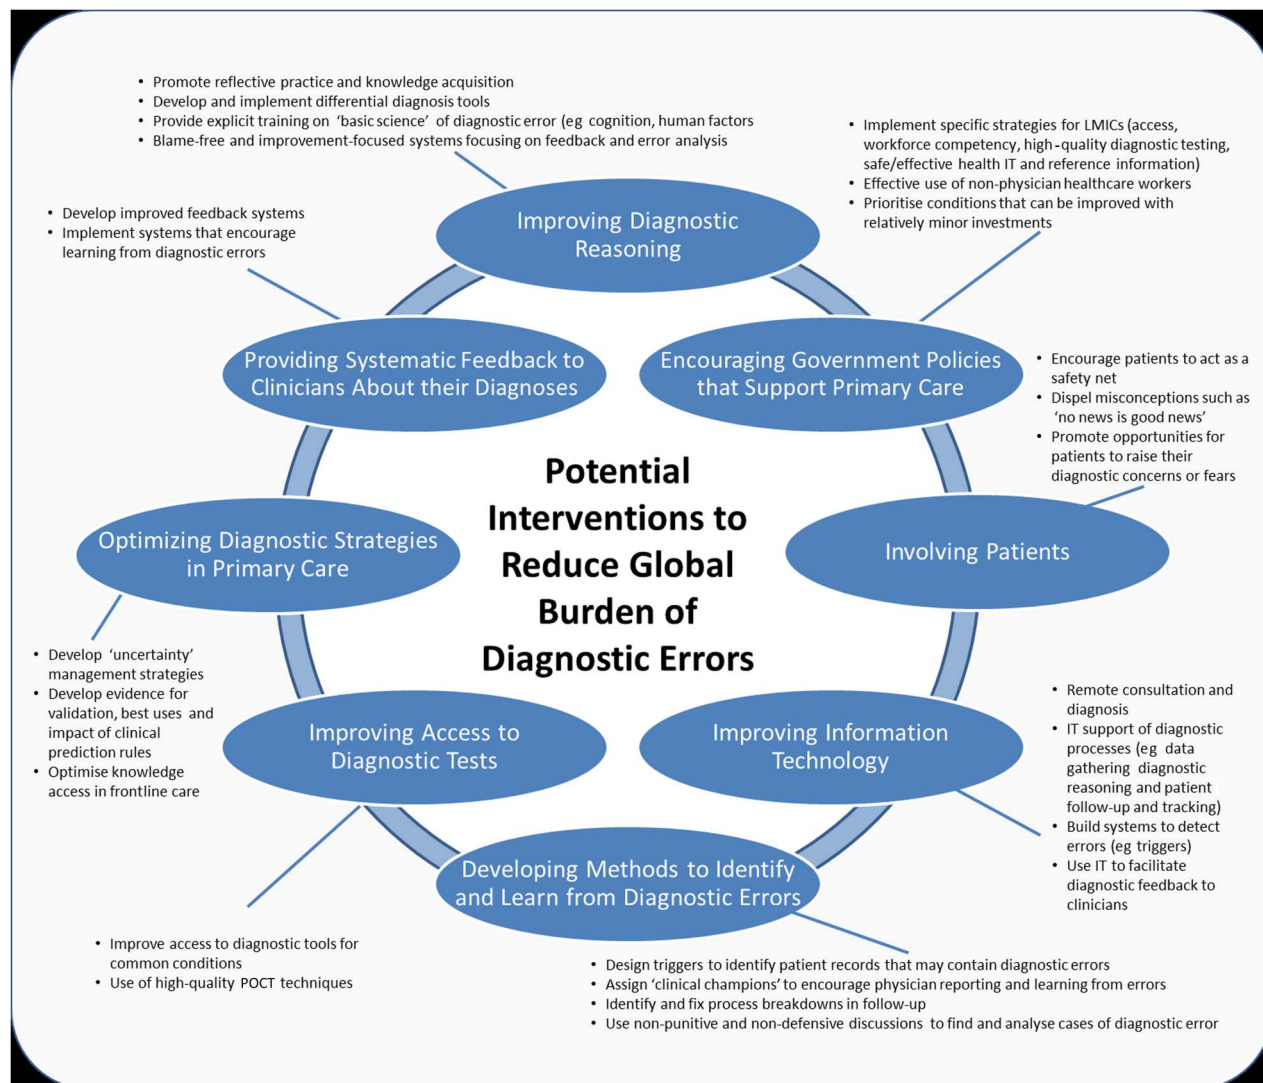 • Promote reflective practice and knowledge acquisition
• Develop and implement differential diagnosis tools
• Provide explicit training on ‘basic science’ of diagnostic error (eg cognition, human factors
• Blame-free and improvement-focused systems focusing on feedback and error analysis
• Implement specific strategies for LMICs (access,
workforce competency, high-quality diagnostic testing,
safe/effective health IT and reference information)
• Effective use of non-physician healthcare workers
• Prioritise conditions that can be improved with
relatively minor investments
• Develop improved feedback systems
• Implement systems that encourage
learning from diagnostic errors
Improving Diagnostic
Reasoning
Providing Systematic Feedback to
Clinicians About their Diagnoses
Encouraging Government Policies
that Support Primary Care
• Encourage patients to act as a
safety net
• Dispel misconceptions such as
‘no news is good news’
• Promote opportunities for
patients to raise their
diagnostic concerns or fears
Potential
Interventions to
Reduce Global
Burden of
Diagnostic Errors
Optimizing Diagnostic Strategies
in Primary Care
Involving Patients
• Develop ‘uncertainty’
management strategies
• Develop evidence for
validation, best uses and
impact of clinical
prediction rules
• Optimise knowledge
access in frontline care
Improving Access to
Diagnostic Tests
Improving Information
Technology
• Remote consultation and
diagnosis
• IT support of diagnostic
processes (eg data
gathering diagnostic
reasoning and patient
follow-up and tracking)
• Build systems to detect
errors (eg triggers)
• Use IT to facilitate
diagnostic feedback to
clinicians
Developing Methods to Identify
and Learn from Diagnostic Errors
• Improve access to diagnostic tools for
common conditions
• Use of high-quality POCT techniques
• Design triggers to identify patient records that may contain diagnostic errors
• Assign ‘clinical champions’ to encourage physician reporting and learning from errors
• Identify and fix process breakdowns in follow-up
• Use non-punitive and non-defensive discussions to find and analyse cases of diagnostic error